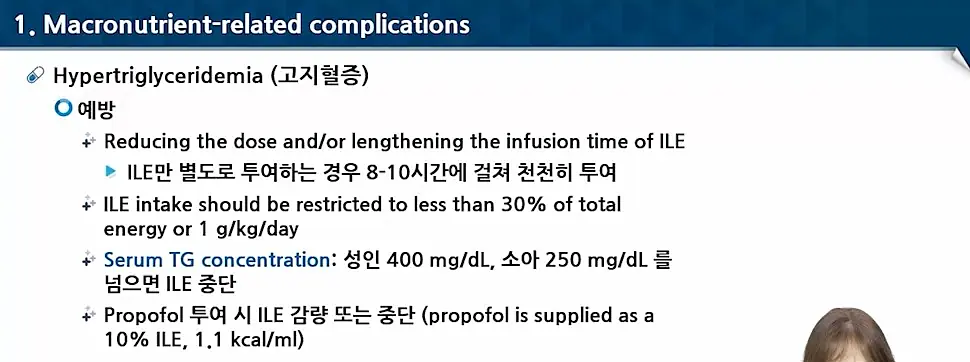 1. Macronutrient-related complications
Hypertriglyceridemia (고지혈증)
예방
Reducing the dose and/or lengthening the infusion time of ILE
ILE만 별도로 투여하는 경우 8-10시간에 걸쳐 천천히 투여
ILE intake should be restricted to less than 30% of total
energy or 1 g/kg/day
Serum TG concentration: 성인 400 mg/dL, 소아 250 mg/dL 를
넘으면 ILE 중단
Propofol 투여 시 ILE 감량 또는 중단 (propofol is supplied as a
10% ILE, 1.1 kcal/ml)